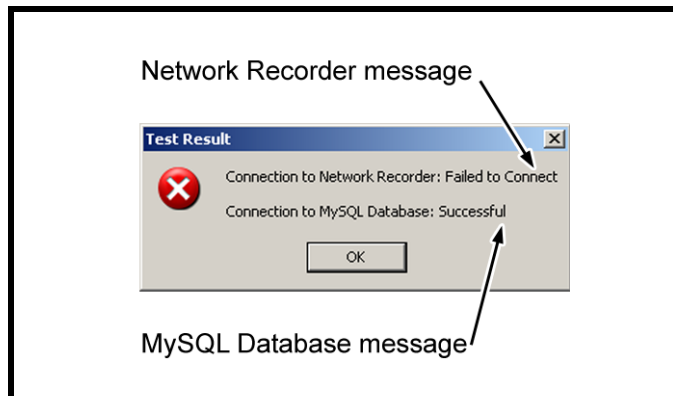 Network Recorder message
Test Result
Connection to Network Recorder: Failed to Connect
Connection to MySQL Database: Successful
OK
MySQL Database message